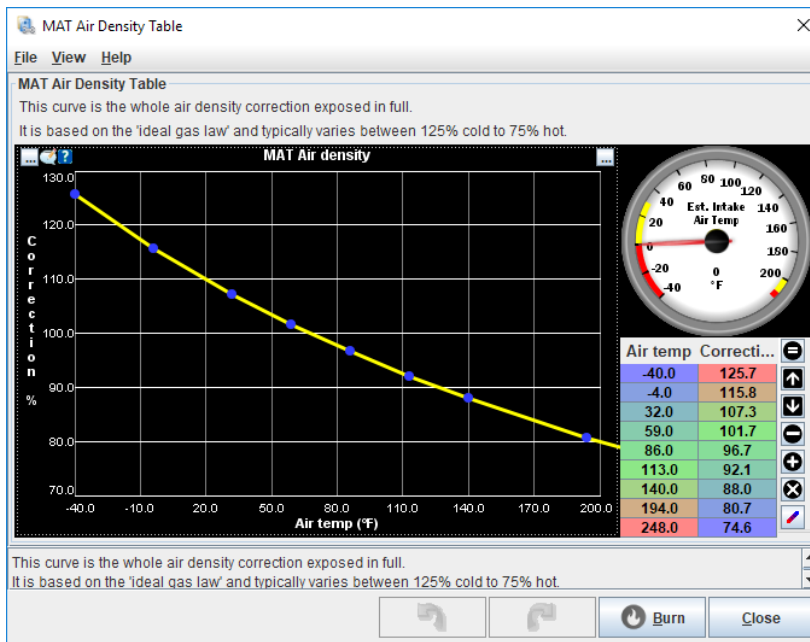 MAT Air Density Table
File View Help
MAT Air Density Table
This curve is the whole air density correction exposed in full.
It is based on the 'ideal gas law' and typically varies between 125% cold to 75% hot.
... ? MAT Air density ...
130.0
120.0
110.0
100.0
90.0
80.0
70.0
Correction %
-40.0 -10.0 20.0 50.0 80.0 110.0 140.0 170.0 200.0
Air temp (°F)
-40 -20 0 20 40 60 80 100 120 140 160 180 200
Est. Intake
Air Temp
0
°F
Air temp Correcti...
-40.0 125.7
-4.0 115.8
32.0 107.3
59.0 101.7
86.0 96.7
113.0 92.1
140.0 88.0
194.0 80.7
248.0 74.6
This curve is the whole air density correction exposed in full.
It is based on the 'ideal gas law' and typically varies between 125% cold to 75% hot.
Burn Close